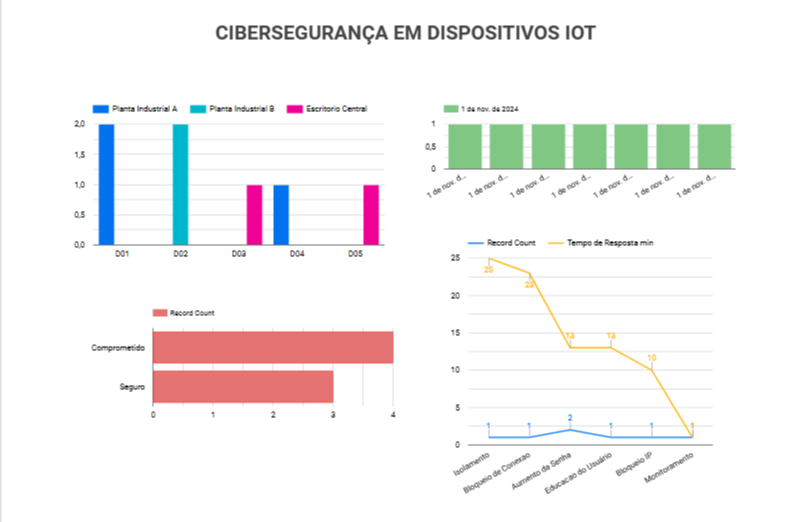 CIBERSEGURANÇA EM DISPOSITIVOS IOT
Planta Industrial A Planta Industrial B Escritorio Central
2,0
1,5
1,0
0,5
0,0
D01 D02 D03 D04 D05
1 de nov. de 2024
1
0,5
0
1 de nov. d... 1 de nov. d... 1 de nov. d... 1 de nov. d... 1 de nov. d... 1 de nov. d... 1 de nov. d...
Record Count
Comprometido
Seguro
0 1 2 3 4
Record Count Tempo de Resposta min
25
20
15
10
5
0
25 23 13 13 10 1
1 1 2 1 1
Isolamento Bloqueio de Conexao Aumento da Senha Educacao do Usuário Bloqueio IP Monitoramento